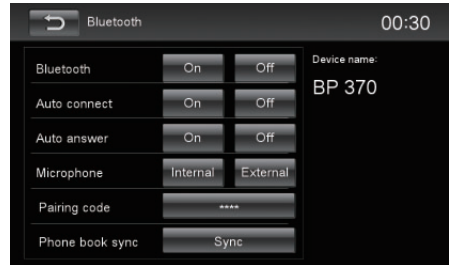 Bluetooth 00:30
Bluetooth On Off
Device name:
BP 370
Auto connect On Off
Auto answer On Off
Microphone Internal External
Pairing code ****
Phone book sync Sync